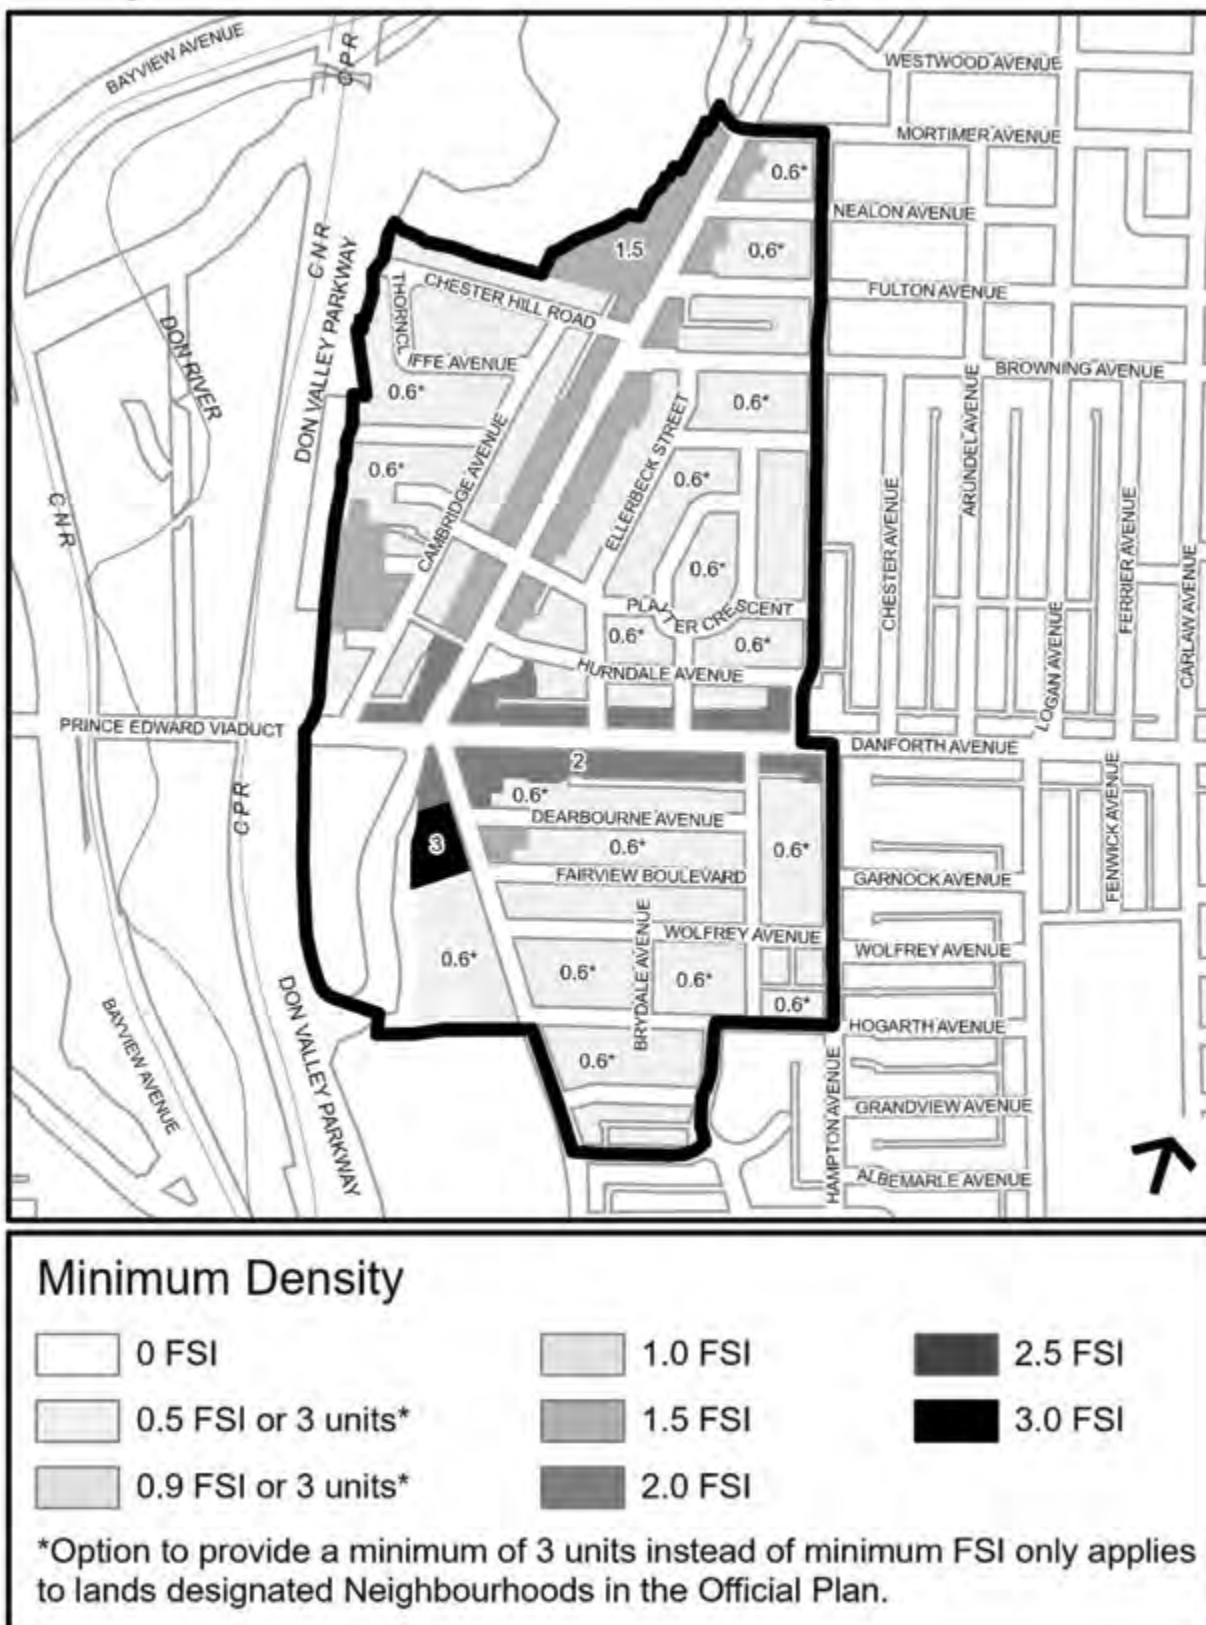 BAYVIEW AVENUE
CPR
WESTWOOD AVENUE
MORTIMER AVENUE
0.6*
NEALON AVENUE
CNR
1.5
0.6*
DON VALLEY PARKWAY
THORNCL
IFFE AVENUE
CHESTER HILL ROAD
FULTON AVENUE
DON RIVER
0.6*
0.6*
BROWNING AVENUE
ARUNDEL AVENUE
CAMBRIDGE AVENUE
ELLERBECK STREET
0.6*
0.6*
CNR
CHESTER AVENUE
FERRIER AVENUE
CARLAW AVENUE
0.6*
PLAYTER CRESCENT
0.6*
0.6*
LOGAN AVENUE
HURNDALE AVENUE
PRINCE EDWARD VIADUCT
DANFORTH AVENUE
2
CPR
0.6*
DEARBOURNE AVENUE
FENWICK AVENUE
3
0.6*
0.6*
FAIRVIEW BOULEVARD
GARNOCK AVENUE
BRYDALE AVENUE
WOLFREY AVENUE
WOLFREY AVENUE
0.6*
0.6*
0.6*
0.6*
DON VALLEY PARKWAY
BAYVIEW AVENUE
HOGARTH AVENUE
0.6*
HAMPTON AVENUE
GRANDVIEW AVENUE
ALBEMARLE AVENUE
Minimum Density
0 FSI
0.5 FSI or 3 units*
0.9 FSI or 3 units*
1.0 FSI
1.5 FSI
2.0 FSI
2.5 FSI
3.0 FSI
*Option to provide a minimum of 3 units instead of minimum FSI only applies
to lands designated Neighbourhoods in the Official Plan.